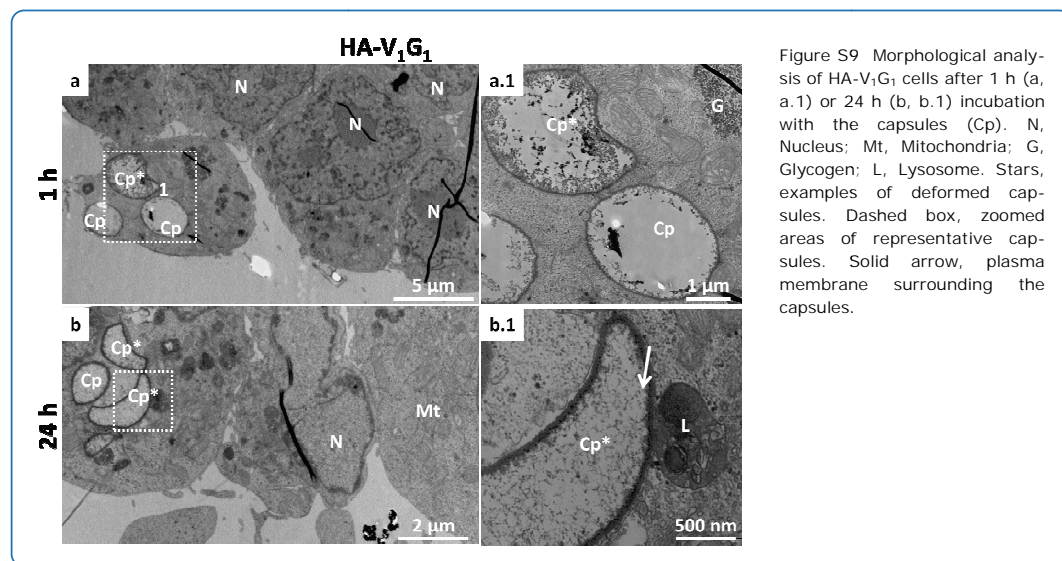 HA-V₁G₁
1 h
a
N
N
N
N
Cp*
1
Cp
Cp
5 µm
a.1
G
Cp*
Cp
1 µm
24 h
b
Cp*
Cp
Cp*
N
Mt
2 µm
b.1
Cp*
L
500 nm
Figure S9 Morphological analy-
sis of HA-V₁G₁ cells after 1 h (a,
a.1) or 24 h (b, b.1) incubation
with the capsules (Cp). N,
Nucleus; Mt, Mitochondria; G,
Glycogen; L, Lysosome. Stars,
examples of deformed cap-
sules. Dashed box, zoomed
areas of representative cap-
sules. Solid arrow, plasma
membrane surrounding the
capsules.